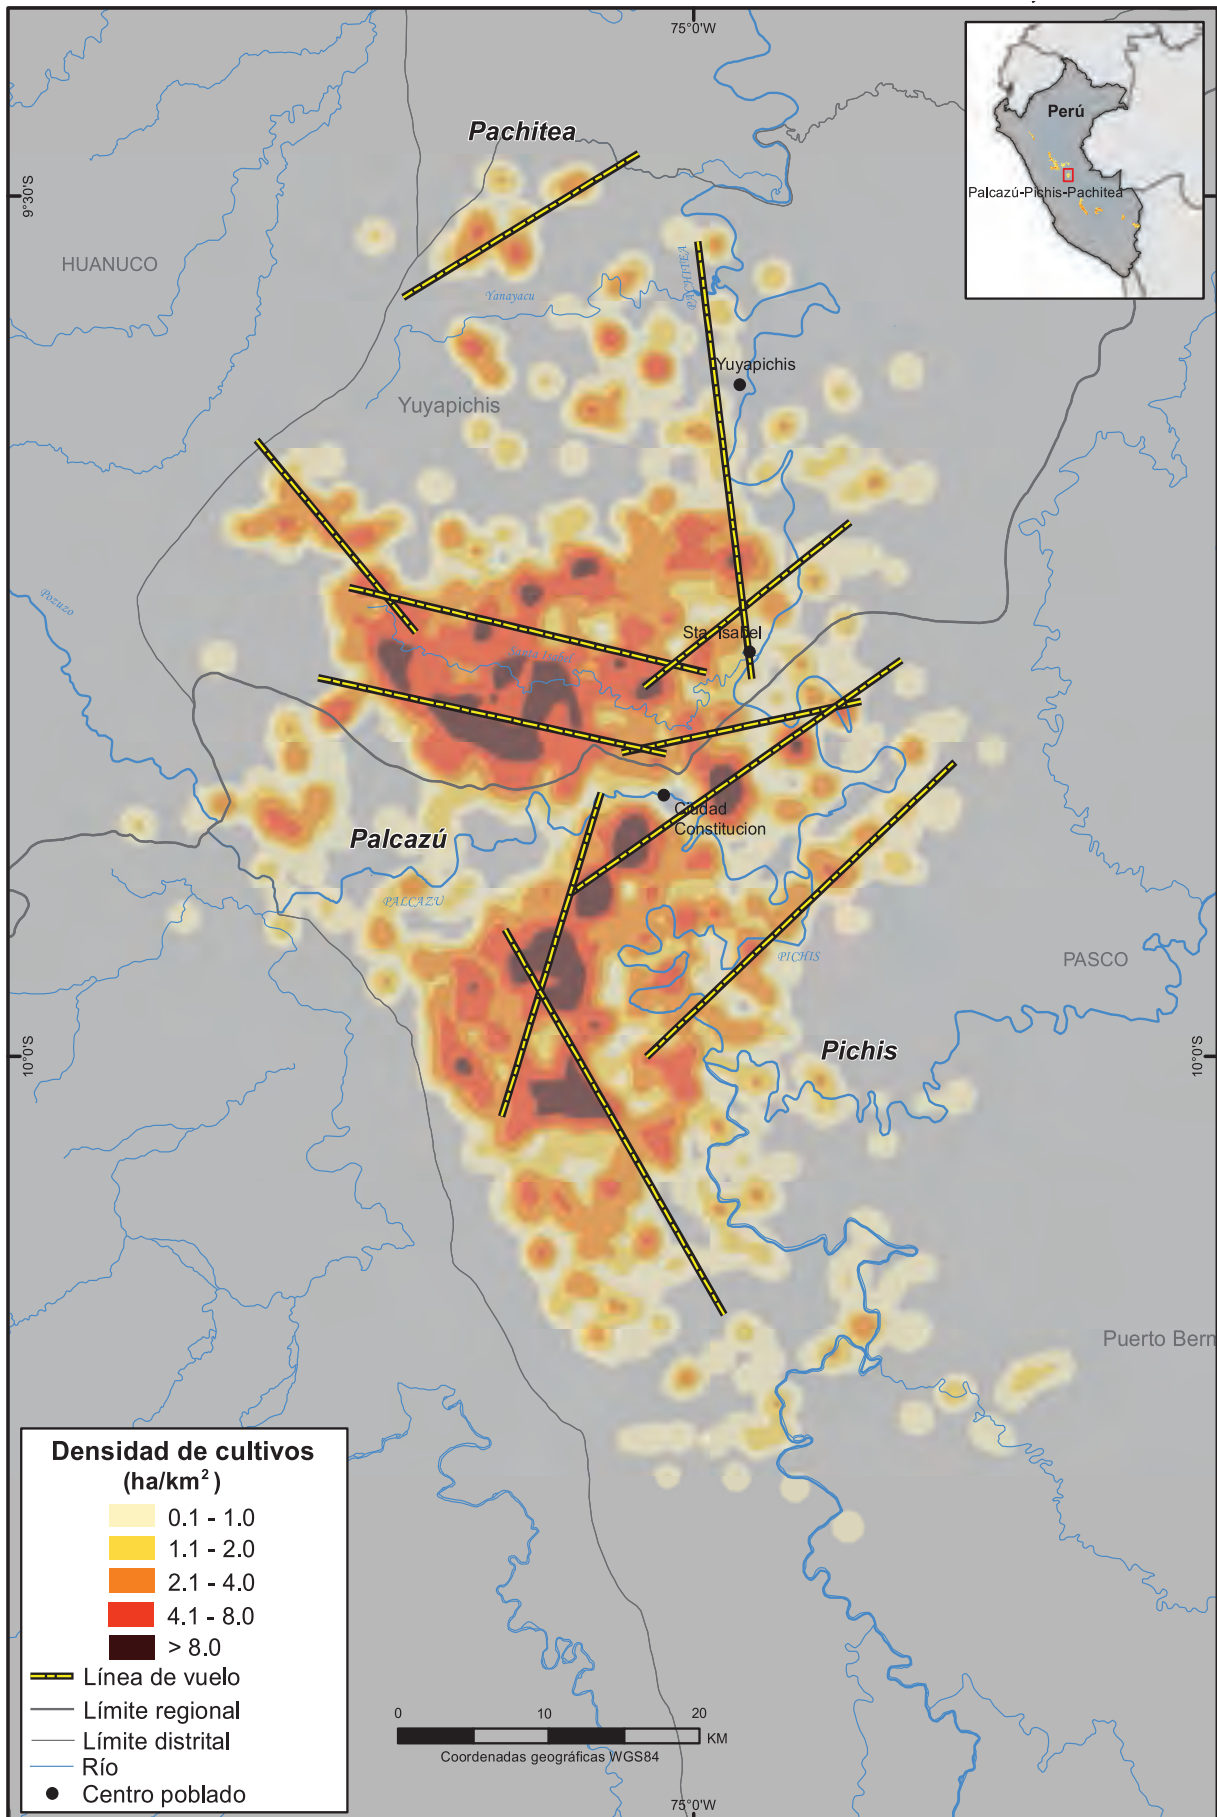 75°0'W
Perú
Palcazú-Pichis-Pachitea
Pachitea
9°30'S
HUANUCO
PAYCHITEA
Yanayacu
Yuyapichis
Yuyapichis
Pozuzo
Sta. Isabel
Santa Isabel
Ciudad
Constitucion
Palcazú
PALCAZU
PICHIS
PASCO
Pichis
10°0'S
10°0'S
Puerto Berm
Densidad de cultivos
(ha/km²)
0.1 - 1.0
1.1 - 2.0
2.1 - 4.0
4.1 - 8.0
> 8.0
Línea de vuelo
Límite regional
Límite distrital
Río
Centro poblado
0 10 20
KM
Coordenadas geográficas WGS84
75°0'W